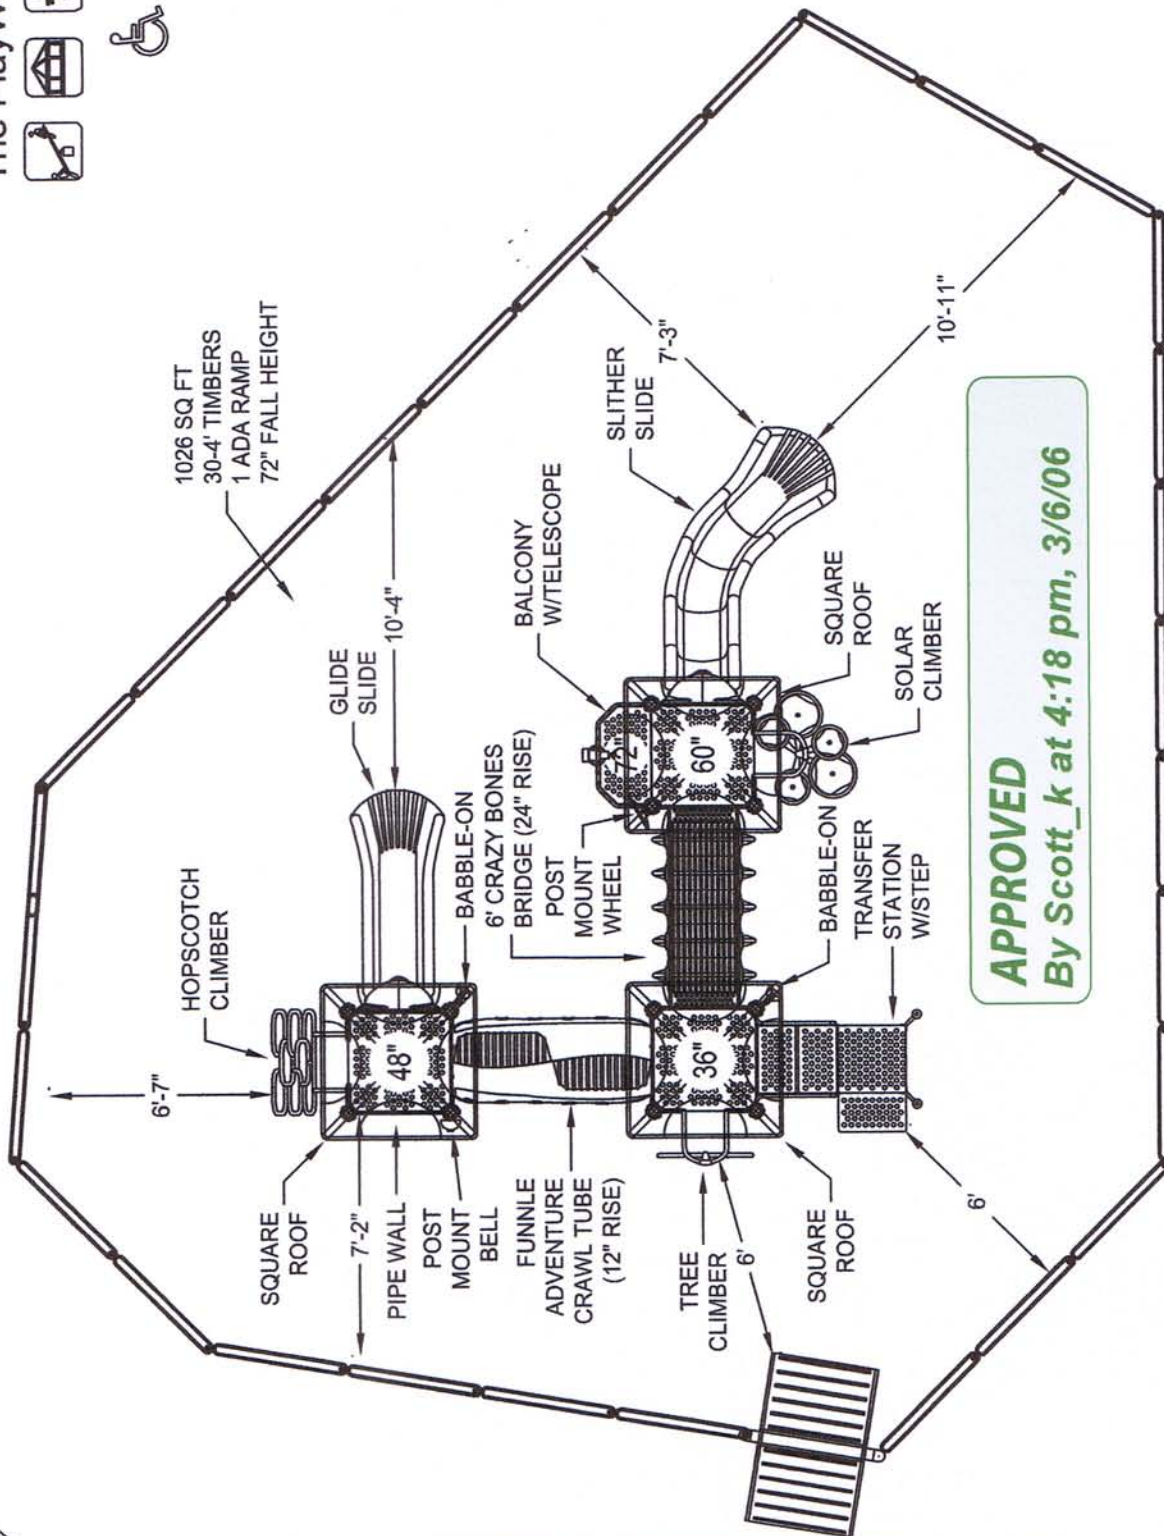 1026 SQ FT
30-4' TIMBERS
1 ADA RAMP
72" FALL HEIGHT
HOPSCOTCH
CLIMBER
GLIDE
SLIDE
10'-4"
6'-7"
7'-3"
10'-11"
SLITHER
SLIDE
BALCONY
W/TELESCOPE
SQUARE
ROOF
SOLAR
CLIMBER
BABBLE-ON
6' CRAZY BONES
BRIDGE (24" RISE)
POST
MOUNT
WHEEL
BABBLE-ON
TRANSFER
STATION
W/STEP
48"
36"
60"
72"
SQUARE
ROOF
7'-2"
PIPE WALL
POST
MOUNT
BELL
FUNNLE
ADVENTURE
CRAWL TUBE
(12" RISE)
TREE
CLIMBER
6'
SQUARE
ROOF
6'
APPROVED
By Scott_k at 4:18 pm, 3/6/06